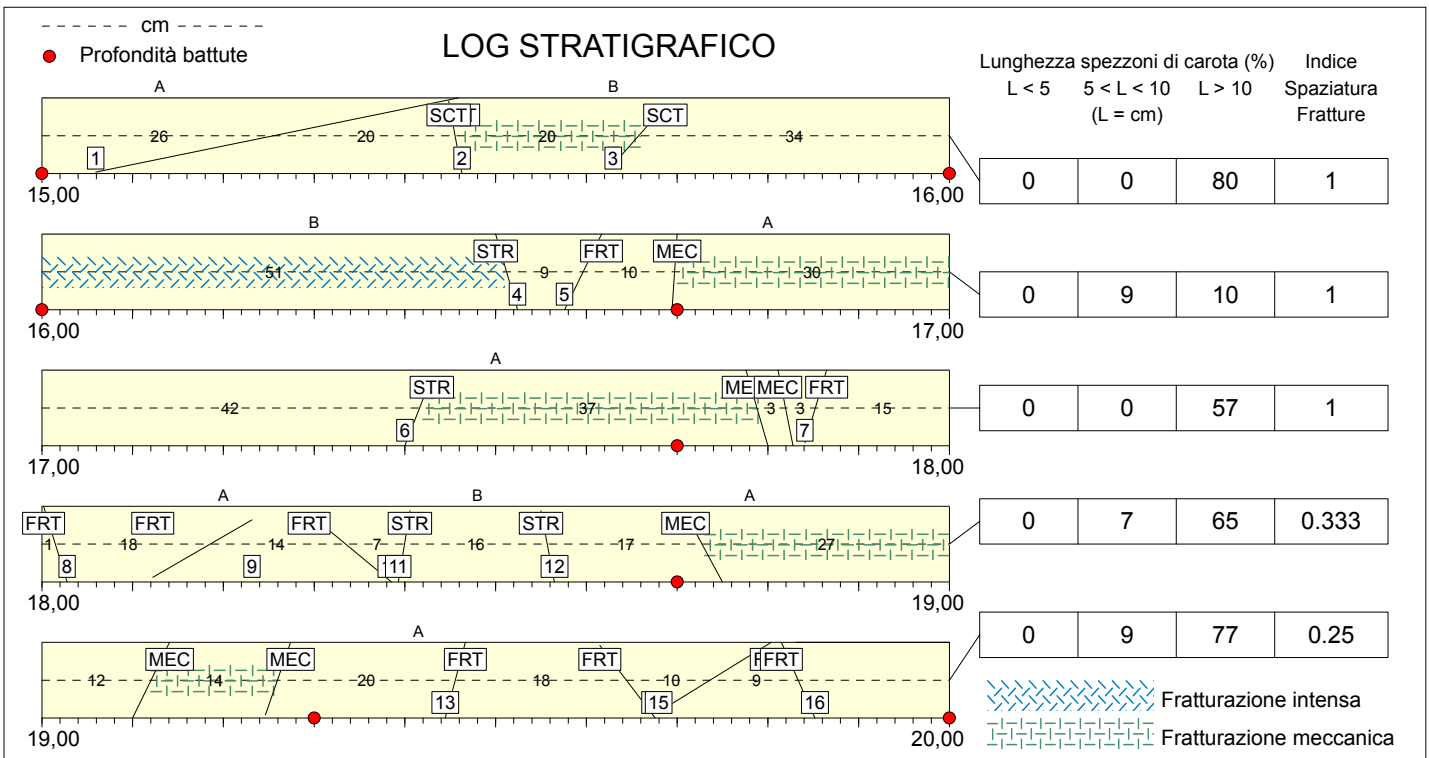 cm
Profondità battute
LOG STRATIGRAFICO
Lunghezza spezzoni di carota (%) Indice
L < 5 5 < L < 10 L > 10 Spaziatura
(L = cm) Fratture
A B
SCT SCT
26 20 20 34
1 2 3
15,00 16,00
0 0 80 1
B A
STR FRT MEC
51 9 10 30
4 5
16,00 17,00
0 9 10 1
A
STR MEC FRT
42 37 3 3 15
6 7
17,00 18,00
0 0 57 1
A B A
FRT FRT FRT STR STR MEC
1 18 14 7 16 17 27
8 9 11 12
18,00 19,00
0 7 65 0.333
A
MEC MEC FRT FRT FRT
12 14 20 18 10 9
13 15 16
19,00 20,00
0 9 77 0.25
Fratturazione intensa
Fratturazione meccanica